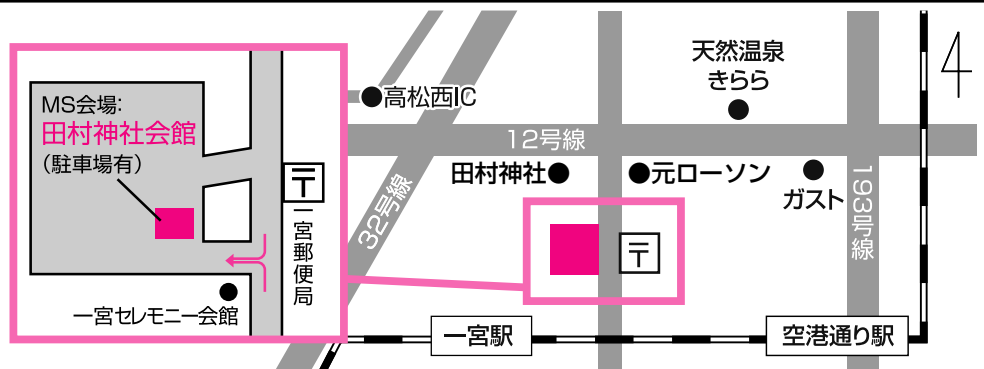 MS会場:
田村神社会館
(駐車場有)
〒
一宮郵便局
一宮セレモニー会館
高松西IC
32号線
12号線
天然温泉
きらら
田村神社
元ローソン
ガスト
193号線
〒
一宮駅
空港通り駅